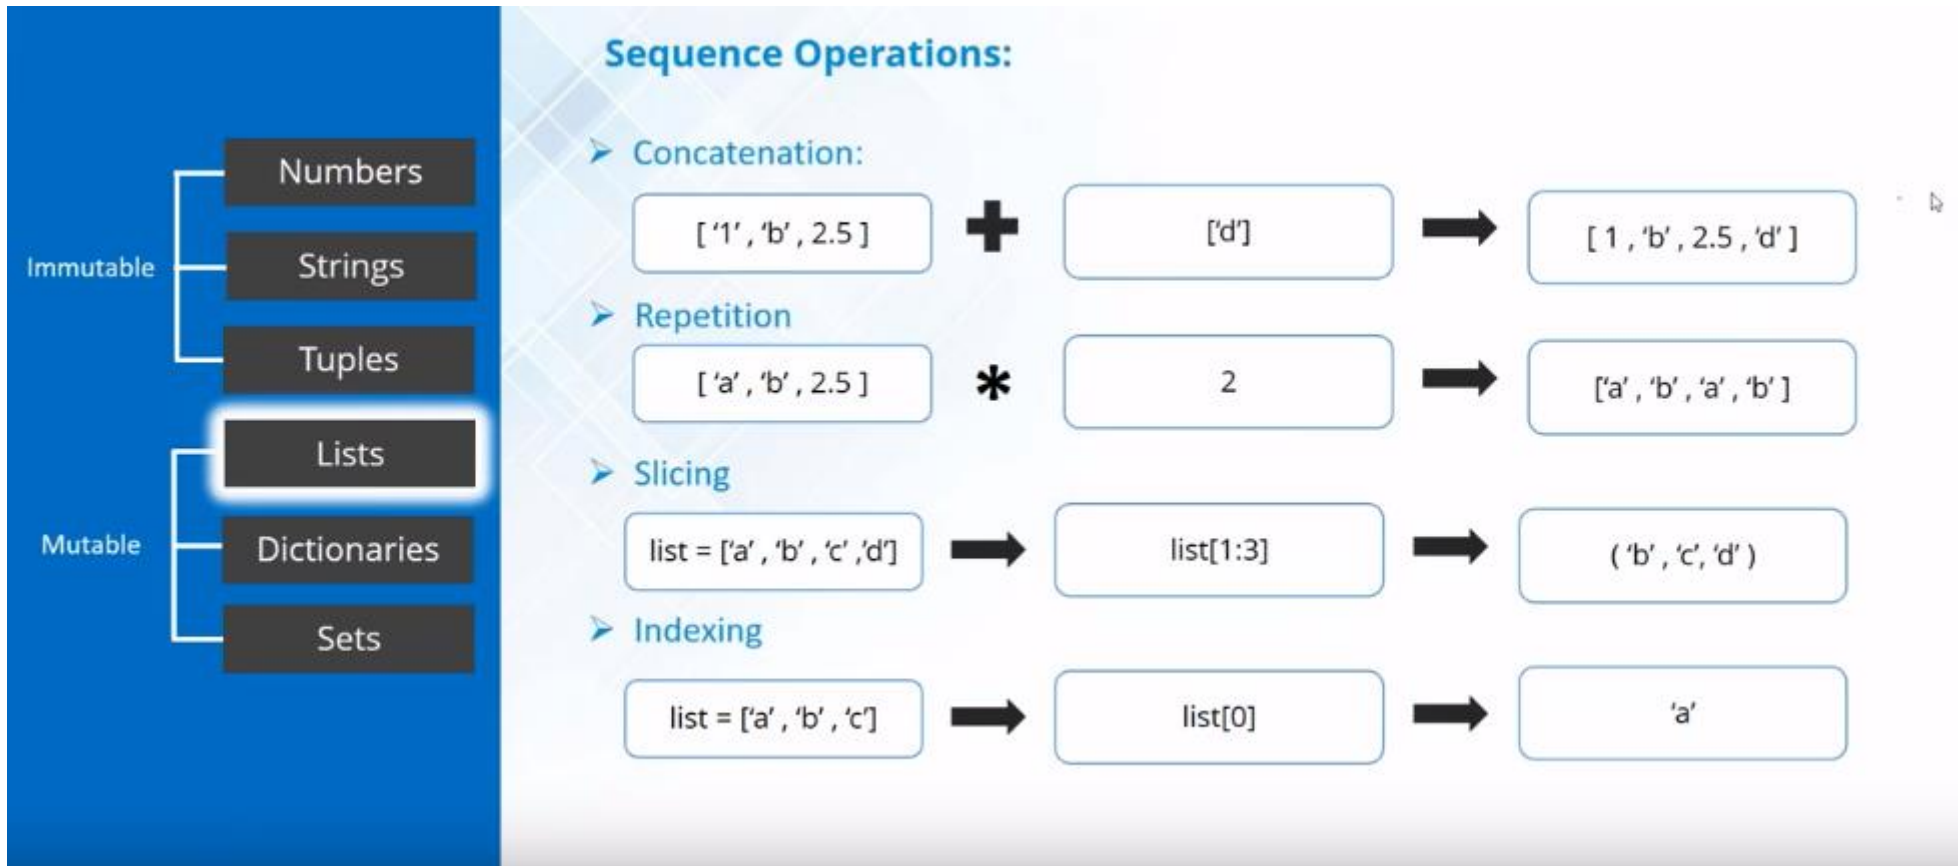 Immutable
Numbers
Strings
Tuples
Mutable
Lists
Dictionaries
Sets
Sequence Operations:
➢ Concatenation:
[ ‘1’ , ‘b’ , 2.5 ] + [‘d’] → [ 1 , ‘b’ , 2.5 , ‘d’ ]
➢ Repetition
[ ‘a’ , ‘b’ , 2.5 ] * 2 → [‘a’ , ‘b’ , ‘a’ , ‘b’ ]
➢ Slicing
list = [‘a’ , ‘b’ , ‘c’ ,’d’] → list[1:3] → ( ‘b’ , ‘c’, ‘d’ )
➢ Indexing
list = [‘a’ , ‘b’ , ‘c’] → list[0] → ‘a’